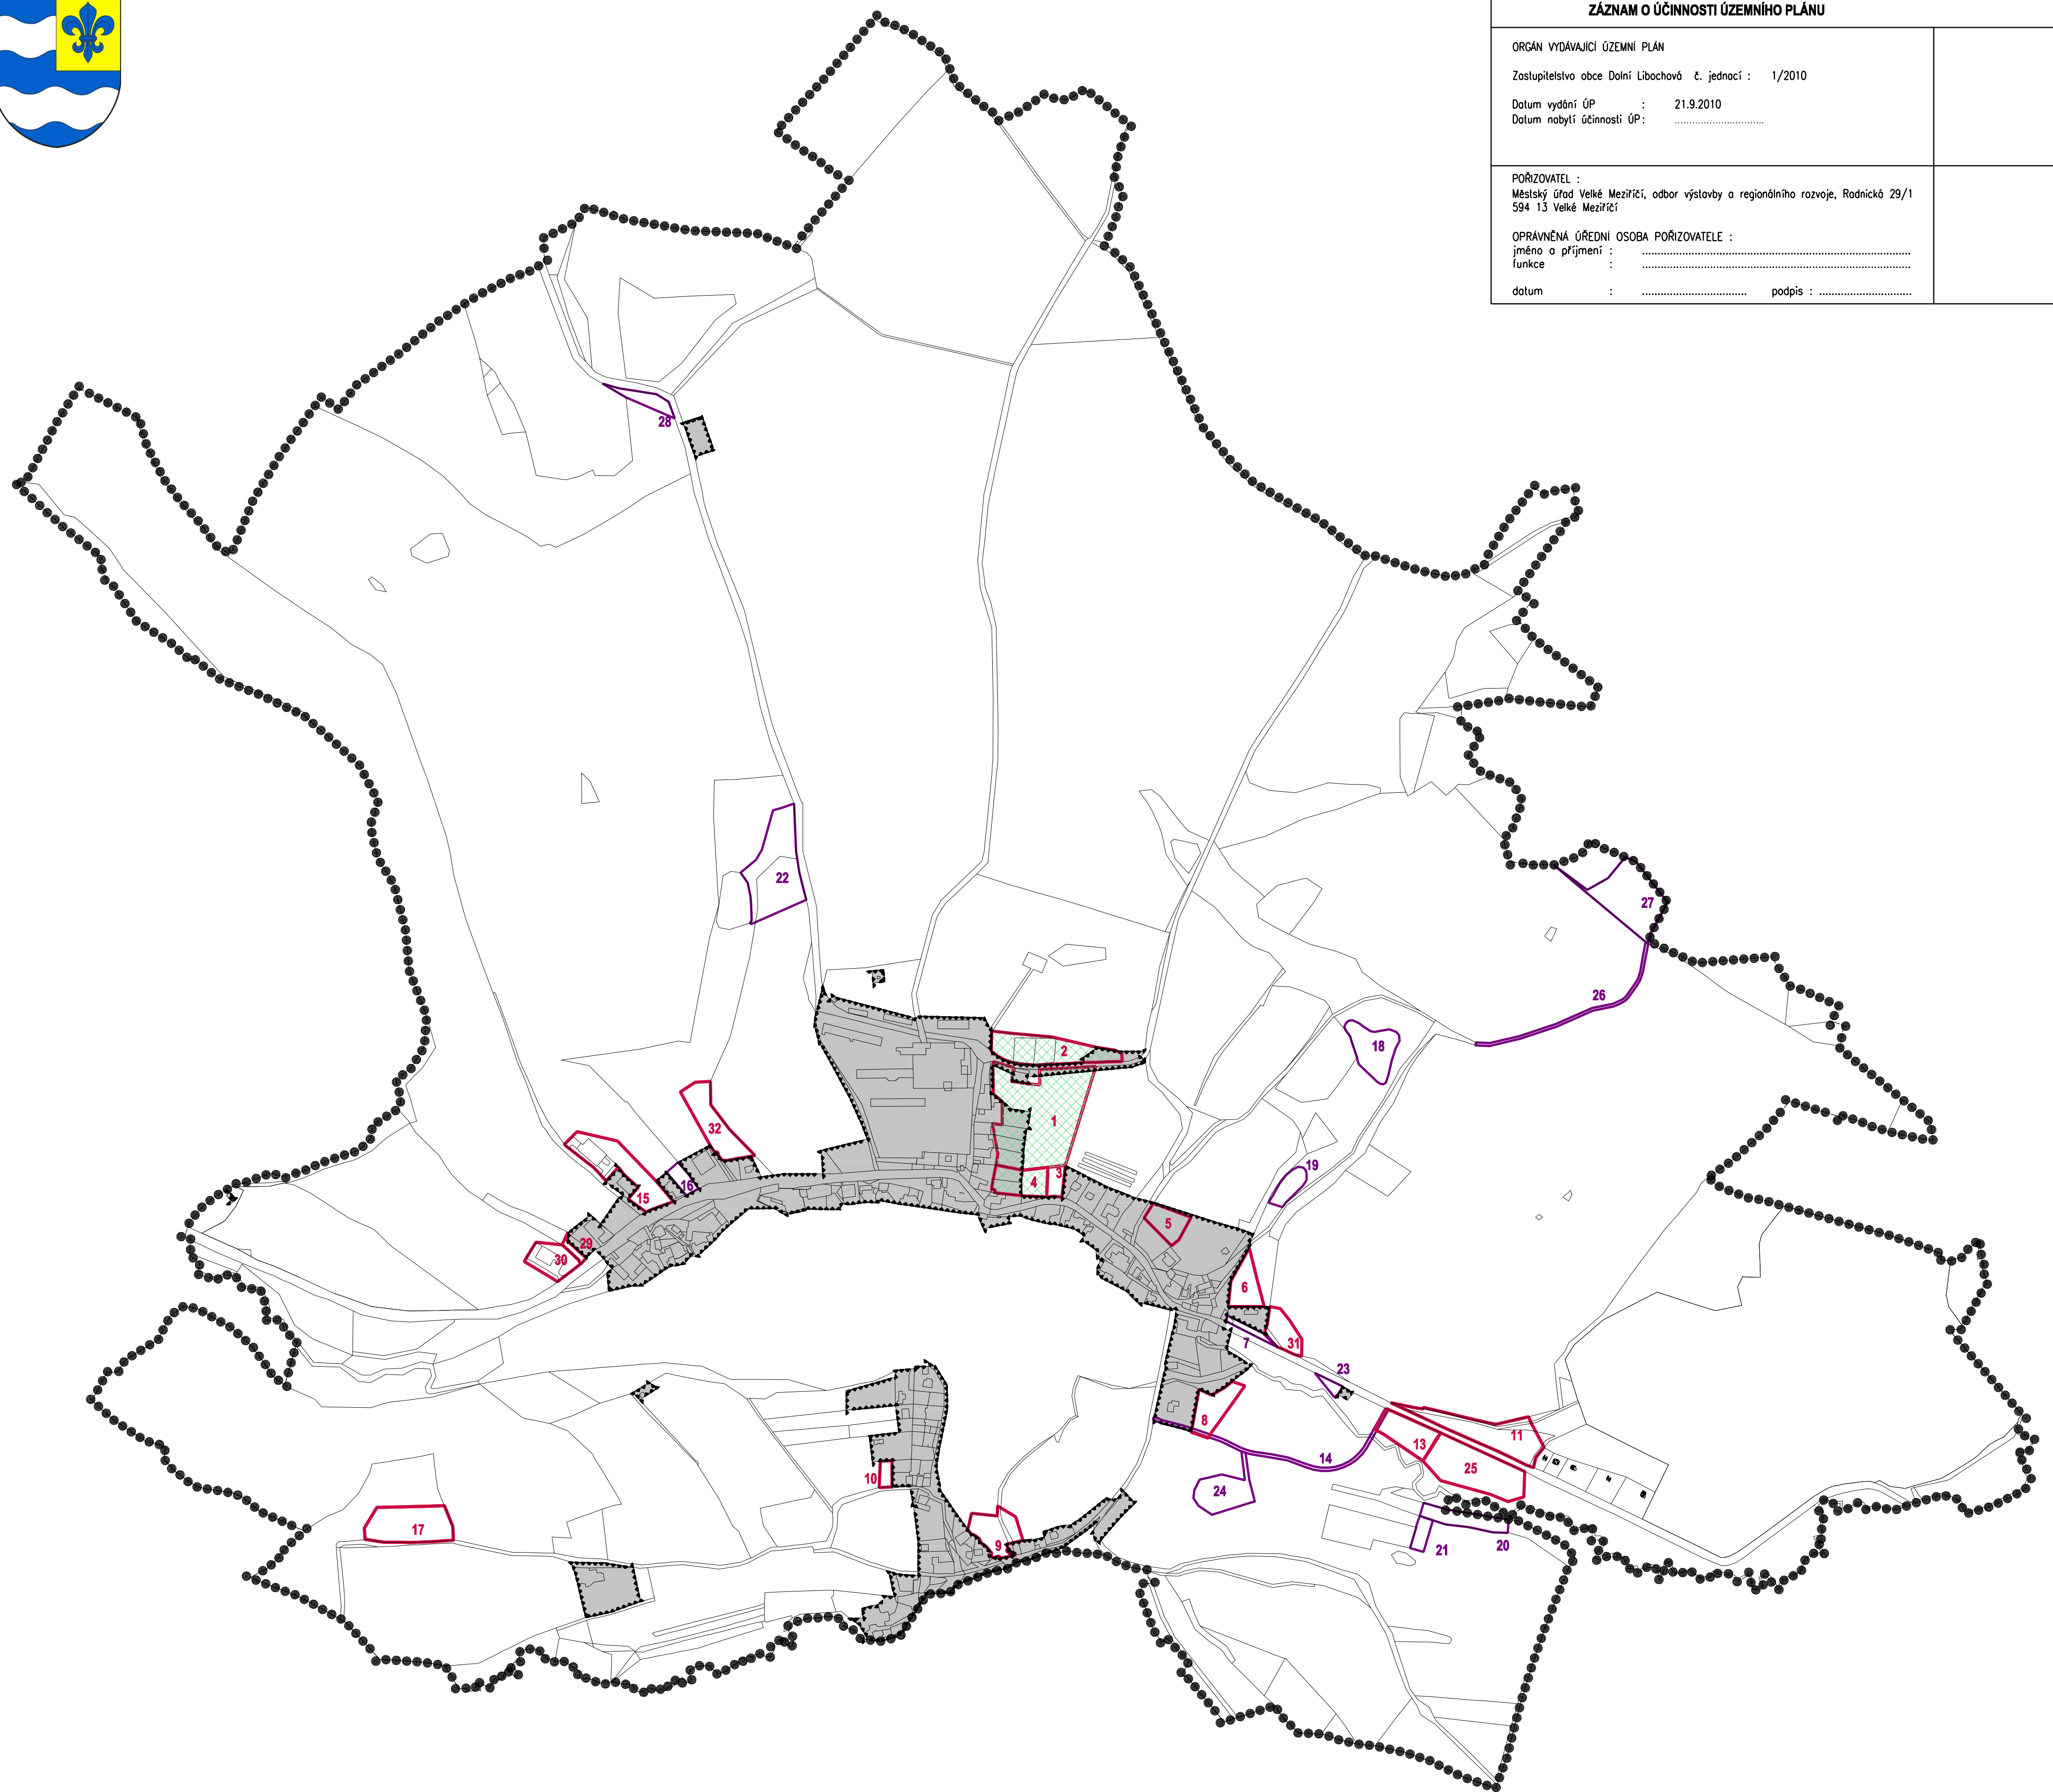 ZÁZNAM O ÚČINNOSTI ÚZEMNÍHO PLÁNU
ORGÁN VYDÁVAJÍCÍ ÚZEMNÍ PLÁN
Zastupitelstvo obce Dolní Libochová č. jednací : 1/2010
Datum vydání ÚP : 21.9.2010
Datum nabytí účinnosti ÚP: ..............................
POŘIZOVATEL :
Městský úřad Velké Meziříčí, odbor výstavby a regionálního rozvoje, Radnická 29/1
594 13 Velké Meziříčí
OPRÁVNĚNÁ ÚŘEDNÍ OSOBA POŘIZOVATELE :
jméno a příjmení : ..............................
funkce : ..............................
datum : .............................. podpis : ..............................
28
22
27
26
18
2
1
32
3
4
19
16
15
5
29
30
6
31
7
23
8
11
13
14
25
10
24
17
9
21
20